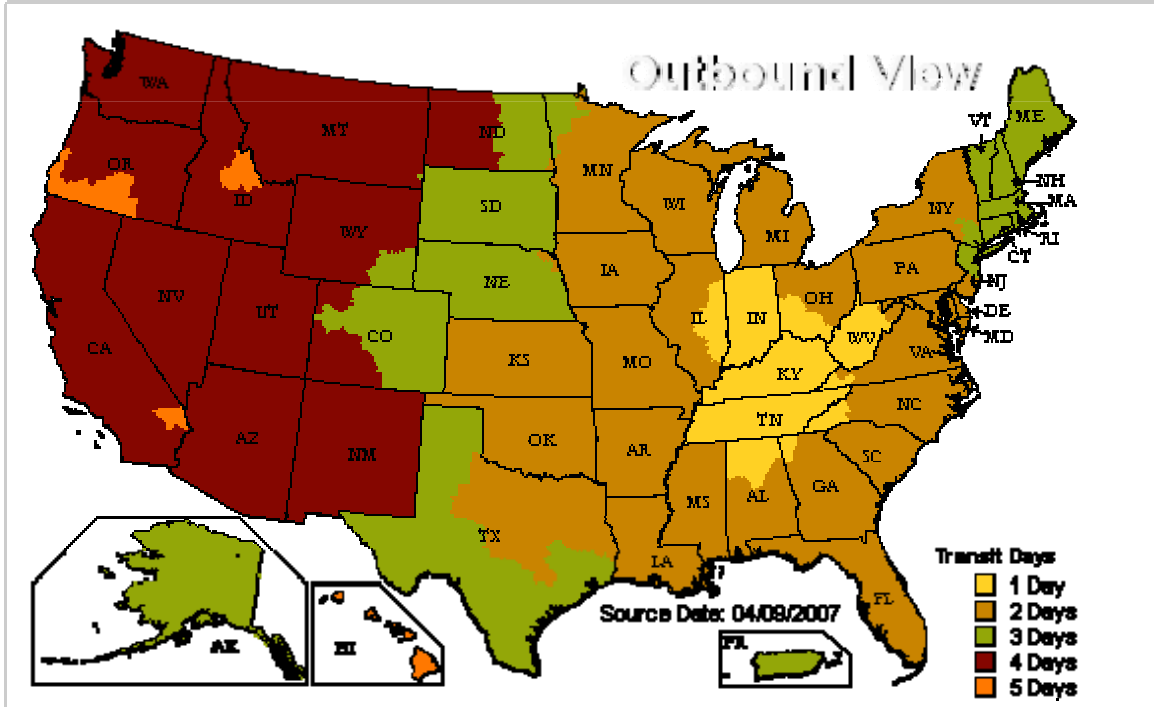 Outbound View
WA
MT
ND
VT
ME
OR
MN
NH
ID
SD
WI
NY
MA
WY
MI
RI
CT
IA
PA
NE
NJ
NV
UT
IL
IN
OH
DE
CO
WV
MD
CA
KS
MO
VA
KY
NC
TN
AZ
NM
OK
AR
SC
MS
AL
GA
TX
LA
FL
AK
HI
PR
Source Date: 04/09/2007
Transit Days
1 Day
2 Days
3 Days
4 Days
5 Days